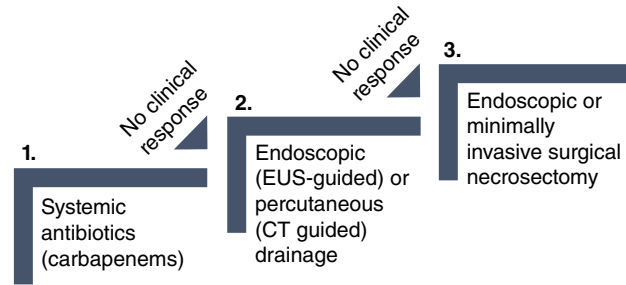 1.
Systemic
antibiotics
(carbapenems)
No clinical
response
2.
Endoscopic
(EUS-guided) or
percutaneous
(CT guided)
drainage
No clinical
response
3.
Endoscopic or
minimally
invasive surgical
necrosectomy